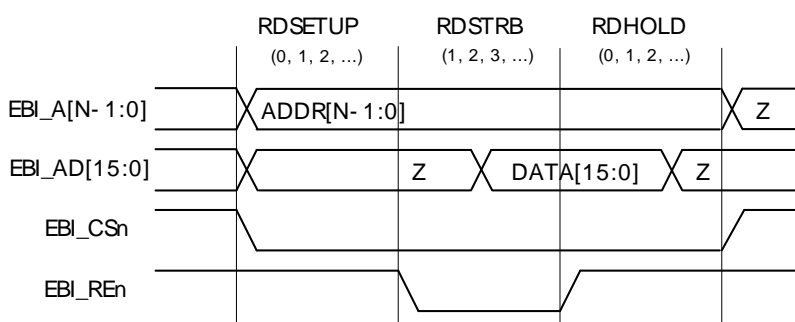 RDSETUP RDSTRB RDHOLD
(0, 1, 2, ...) (1, 2, 3, ...) (0, 1, 2, ...)
EBI_A[N-1:0] ADDR[N-1:0] Z
EBI_AD[15:0] Z DATA[15:0] Z
EBI_CSn
EBI_REn